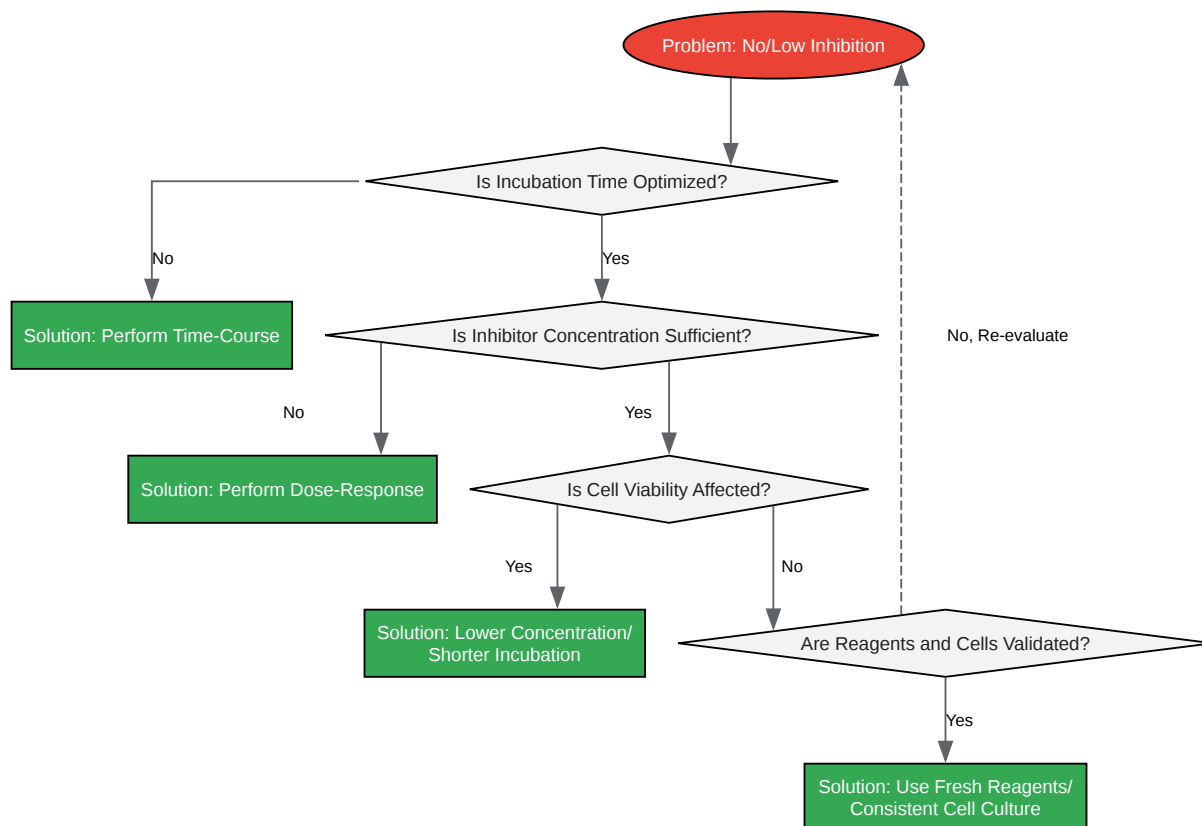 Problem: No/Low Inhibition
Is Incubation Time Optimized?
No
Yes
Solution: Perform Time-Course
Is Inhibitor Concentration Sufficient?
No, Re-evaluate
No
Yes
Solution: Perform Dose-Response
Is Cell Viability Affected?
Yes
No
Solution: Lower Concentration/
Shorter Incubation
Are Reagents and Cells Validated?
Yes
Solution: Use Fresh Reagents/
Consistent Cell Culture